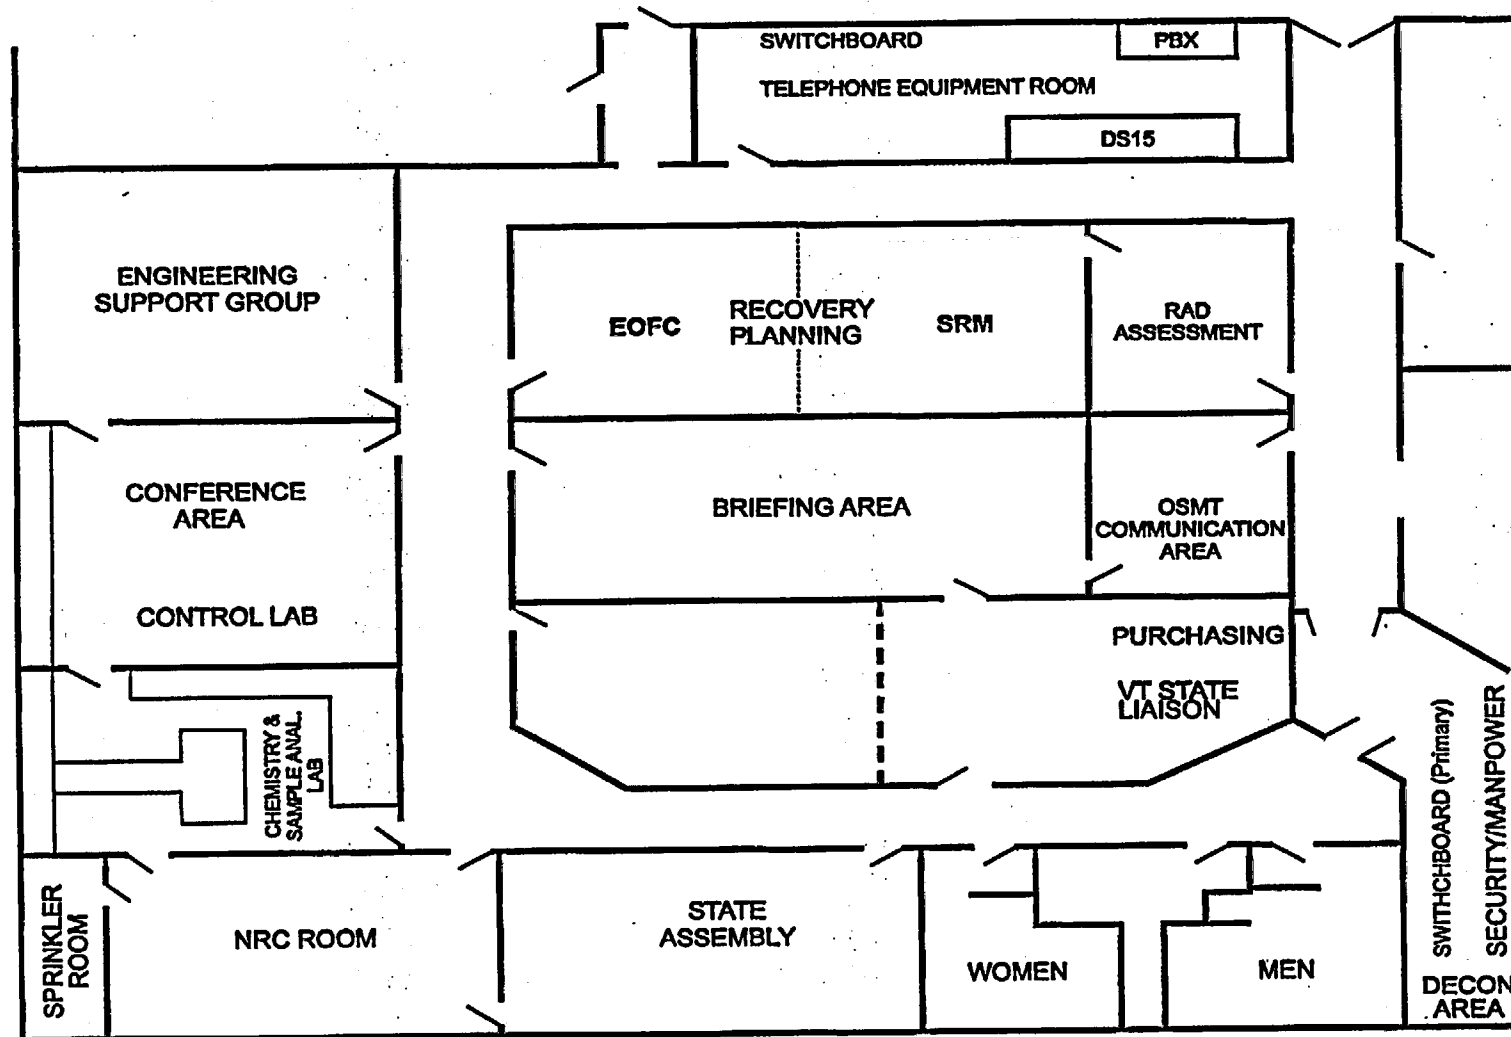 SWITCHBOARD
PBX
TELEPHONE EQUIPMENT ROOM
DS15
ENGINEERING
SUPPORT GROUP
EOFC
RECOVERY
PLANNING
SRM
RAD
ASSESSMENT
CONFERENCE
AREA
BRIEFING AREA
OSMT
COMMUNICATION
AREA
CONTROL LAB
PURCHASING
VT STATE
LIAISON
CHEMISTRY &
SAMPLE ANAL.
LAB
SWITHCHBOARD (Primary)
SECURITY/MANPOWER
SPRINKLER
ROOM
NRC ROOM
STATE
ASSEMBLY
WOMEN
MEN
DECON
AREA